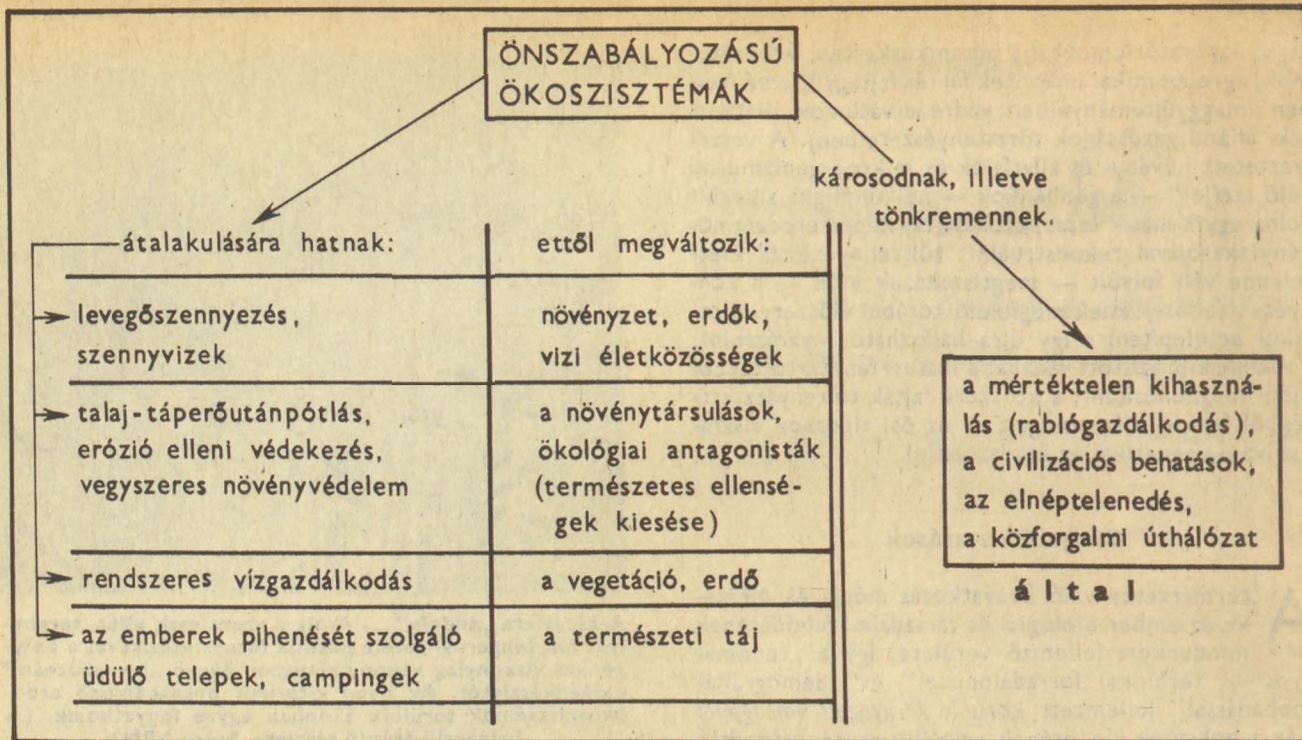 ÖNSZABÁLYOZÁSÚ
ÖKOSZISZTÉMÁK
átalakulására hatnak:
ettől megváltozik:
levegőszennyezés,
szennyvizek
növényzet, erdők,
vizi életközösségek
talaj-táperőutánpótlás,
erózió elleni védekezés,
vegyszeres növényvédelem
a növénytársulások,
ökológiai antagonisták
(természetes ellensé-
gek kiesése)
rendszeres vízgazdálkodás
a vegetáció, erdő
az emberek pihenését szolgáló
üdülő telepek, campingek
a természeti táj
károsodnak, illetve
tönkremennek.
a mértéktelen kihaszná-
lás (rablógazdálkodás),
a civilizációs behatások,
az elnéptelenedés,
a közforgalmi úthálózat
által